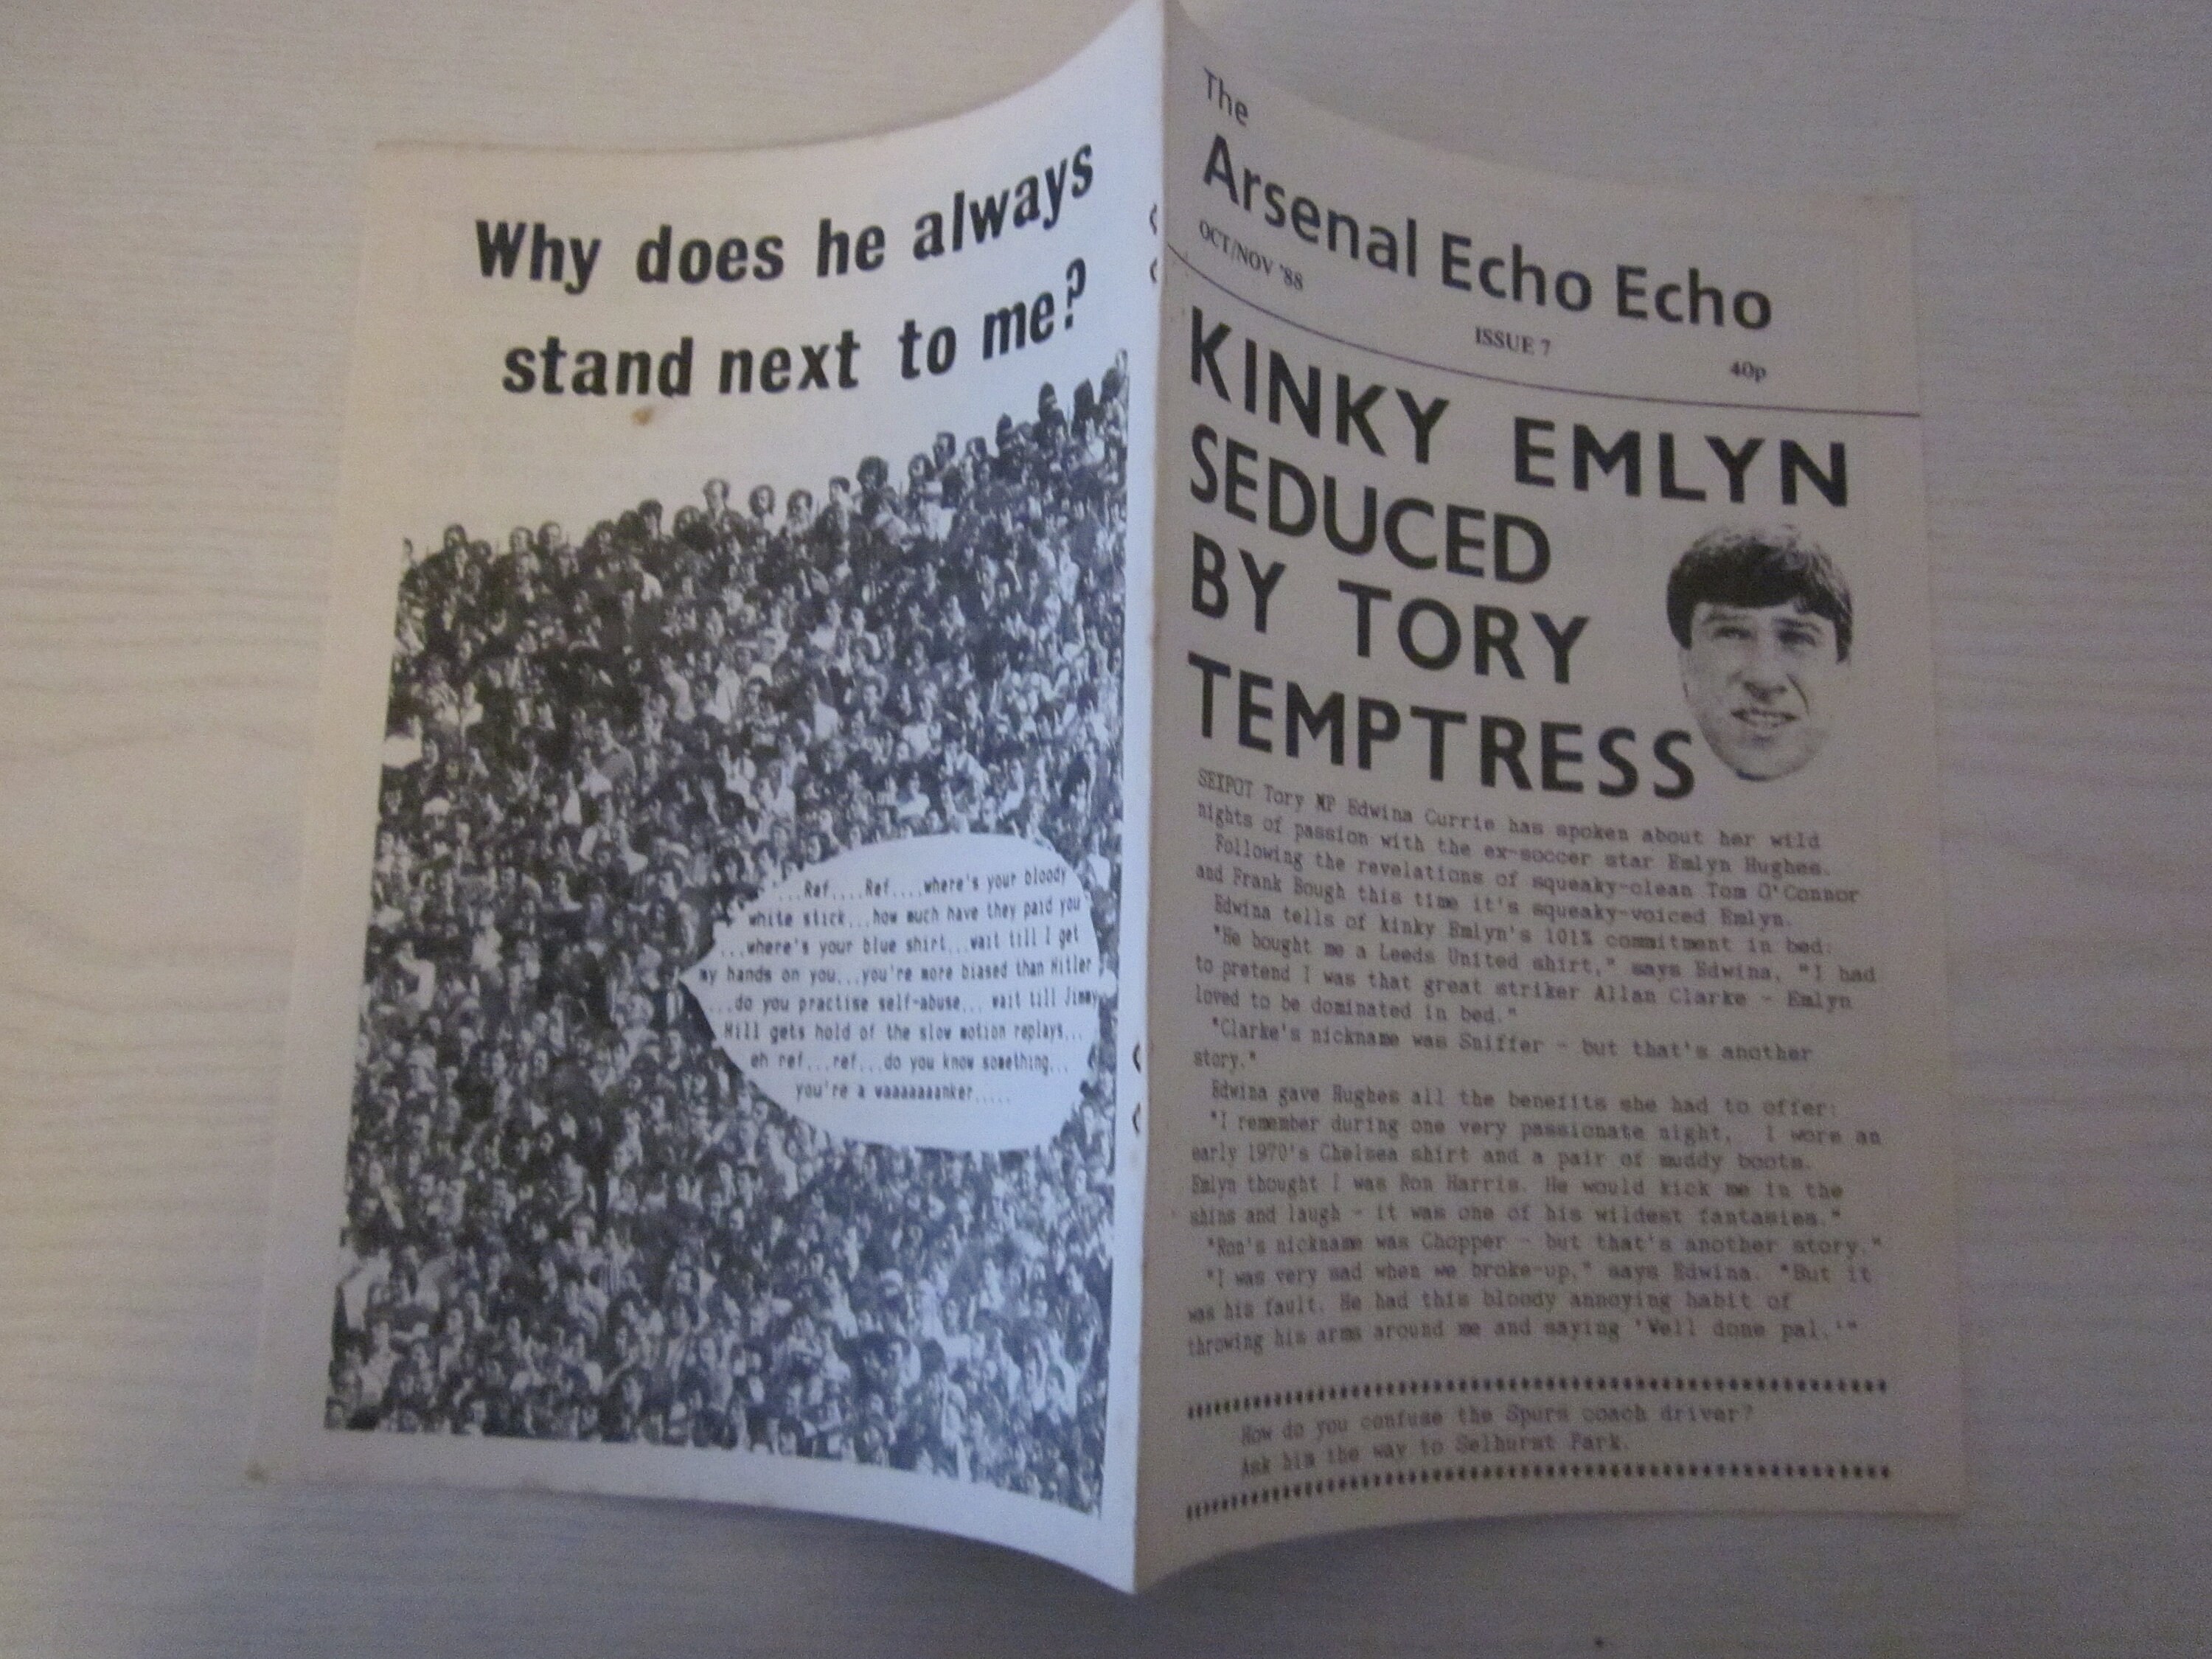 Why does he always
stand next to me?
...Ref....Ref....where's your bloody
white stick...how much have they paid you
...where's your blue shirt...wait till I get
my hands on you...you're more biased than Hitler
...do you practise self-abuse... wait till Jimmy
Hill gets hold of the slow motion replays...
eh ref...ref...do you know something...
you're a waaaaaaanker.....
The
Arsenal Echo Echo
OCT/NOV '88
ISSUE 7
40p
KINKY EMLYN
SEDUCED
BY TORY
TEMPTRESS
SEXPOT Tory MP Edwina Currie has spoken about her wild
nights of passion with the ex-soccer star Emlyn Hughes.
Following the revelations of squeaky-clean Tom O'Connor
and Frank Bough this time it's squeaky-voiced Emlyn.
Edwina tells of kinky Emlyn's 101% commitment in bed:
"He bought me a Leeds United shirt," says Edwina, "I had
to pretend I was that great striker Allan Clarke - Emlyn
loved to be dominated in bed."
"Clarke's nickname was Sniffer - but that's another
story."
Edwina gave Hughes all the benefits she had to offer:
"I remember during one very passionate night, I wore an
early 1970's Chelsea shirt and a pair of muddy boots.
Emlyn thought I was Ron Harris. He would kick me in the
shins and laugh - it was one of his wildest fantasies."
"Ron's nickname was Chopper - but that's another story."
"I was very sad when we broke-up," says Edwina. "But it
was his fault. He had this bloody annoying habit of
throwing his arms around me and saying 'Well done pal.'"
How do you confuse the Spurs coach driver?
Ask him the way to Selhurst Park.